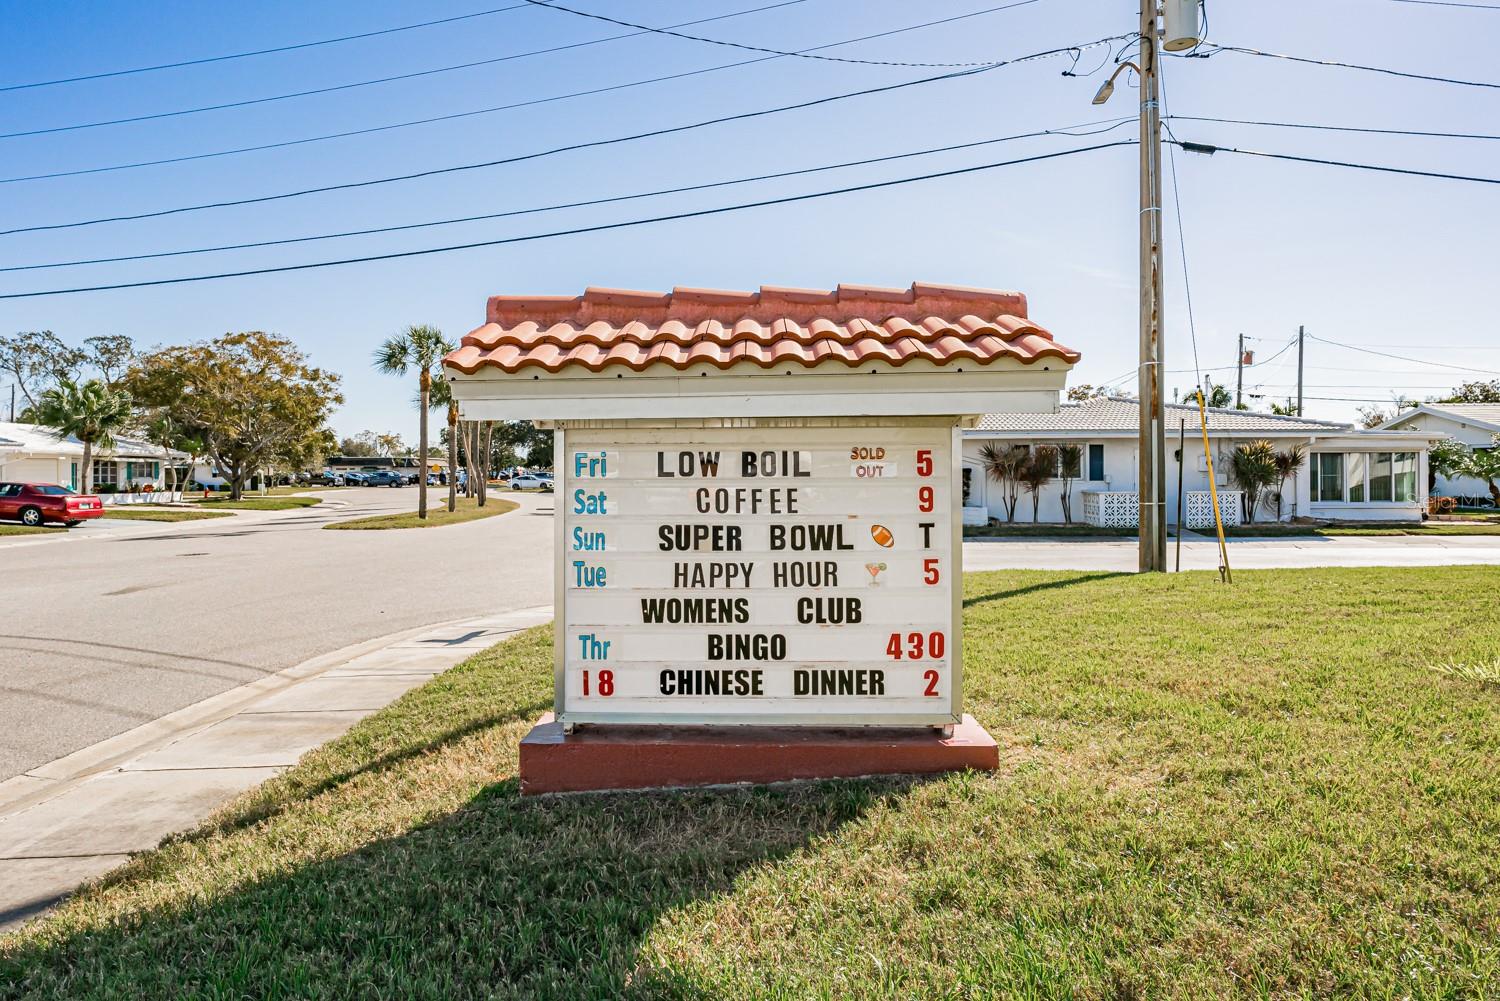 Fri LOW BOIL SOLD OUT 5
Sat COFFEE 9
Sun SUPER BOWL T
Tue HAPPY HOUR 5
WOMENS CLUB
Thr BINGO 430
18 CHINESE DINNER 2